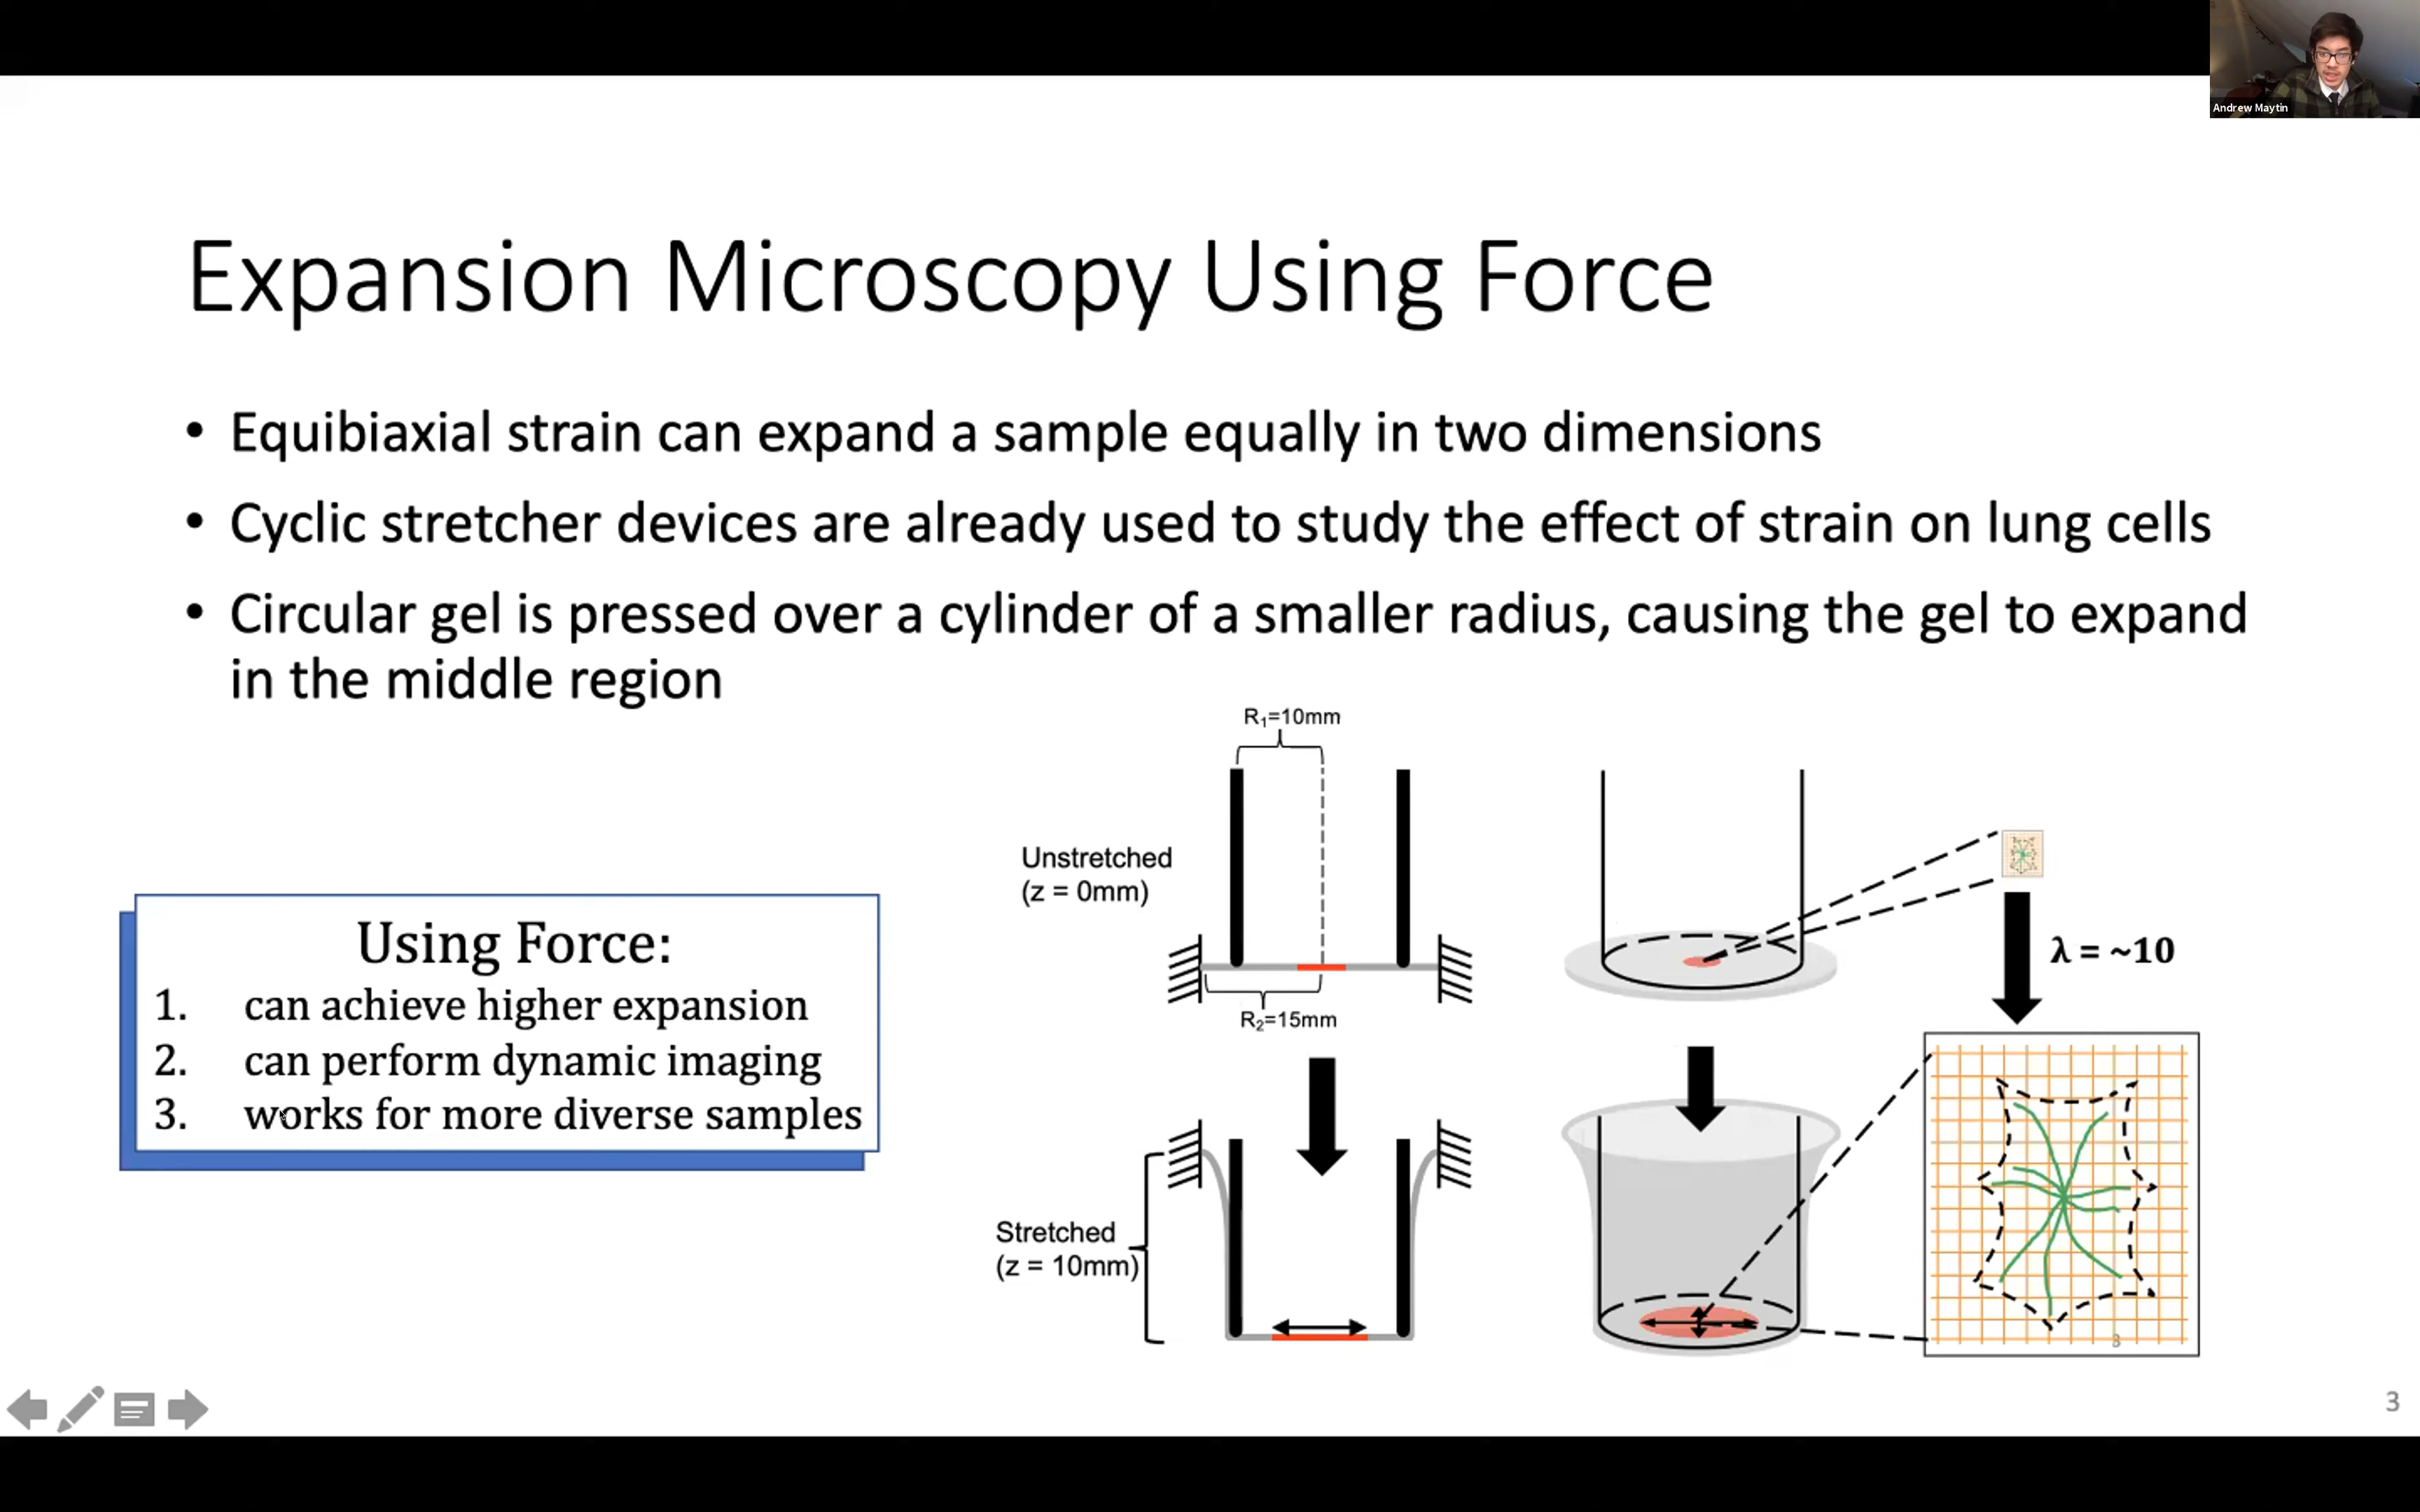 Andrew Maytin
Expansion Microscopy Using Force
• Equibiaxial strain can expand a sample equally in two dimensions
• Cyclic stretcher devices are already used to study the effect of strain on lung cells
• Circular gel is pressed over a cylinder of a smaller radius, causing the gel to expand
in the middle region
R₁=10mm
Unstretched
(z = 0mm)
R₂=15mm
λ = ~10
Using Force:
1. can achieve higher expansion
2. can perform dynamic imaging
3. works for more diverse samples
Stretched
(z = 10mm)
3
3